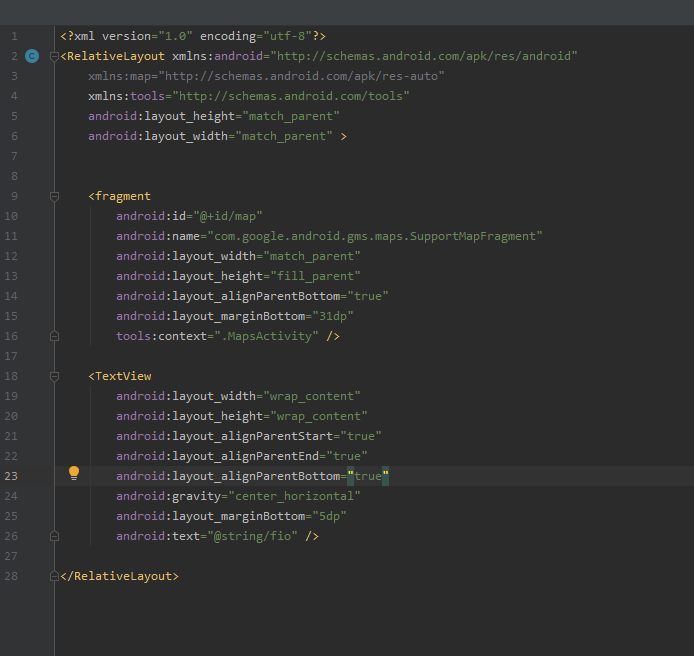 1 <?xml version="1.0" encoding="utf-8"?>
2 C <RelativeLayout xmlns:android="http://schemas.android.com/apk/res/android"
3 xmlns:map="http://schemas.android.com/apk/res-auto"
4 xmlns:tools="http://schemas.android.com/tools"
5 android:layout_height="match_parent"
6 android:layout_width="match_parent" >
7
8
9 <fragment
10 android:id="@+id/map"
11 android:name="com.google.android.gms.maps.SupportMapFragment"
12 android:layout_width="match_parent"
13 android:layout_height="fill_parent"
14 android:layout_alignParentBottom="true"
15 android:layout_marginBottom="31dp"
16 tools:context=".MapsActivity" />
17
18 <TextView
19 android:layout_width="wrap_content"
20 android:layout_height="wrap_content"
21 android:layout_alignParentStart="true"
22 android:layout_alignParentEnd="true"
23 android:layout_alignParentBottom="true"
24 android:gravity="center_horizontal"
25 android:layout_marginBottom="5dp"
26 android:text="@string/fio" />
27
28 </RelativeLayout>